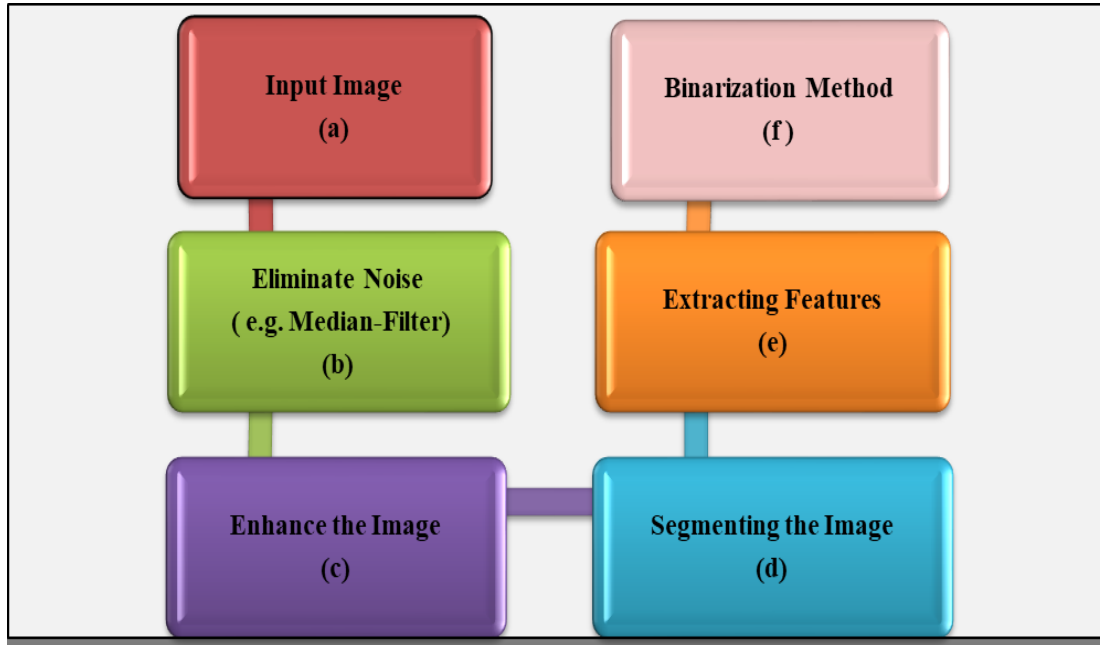 Input Image
(a)
Eliminate Noise
( e.g. Median-Filter)
(b)
Enhance the Image
(c)
Segmenting the Image
(d)
Extracting Features
(e)
Binarization Method
(f )